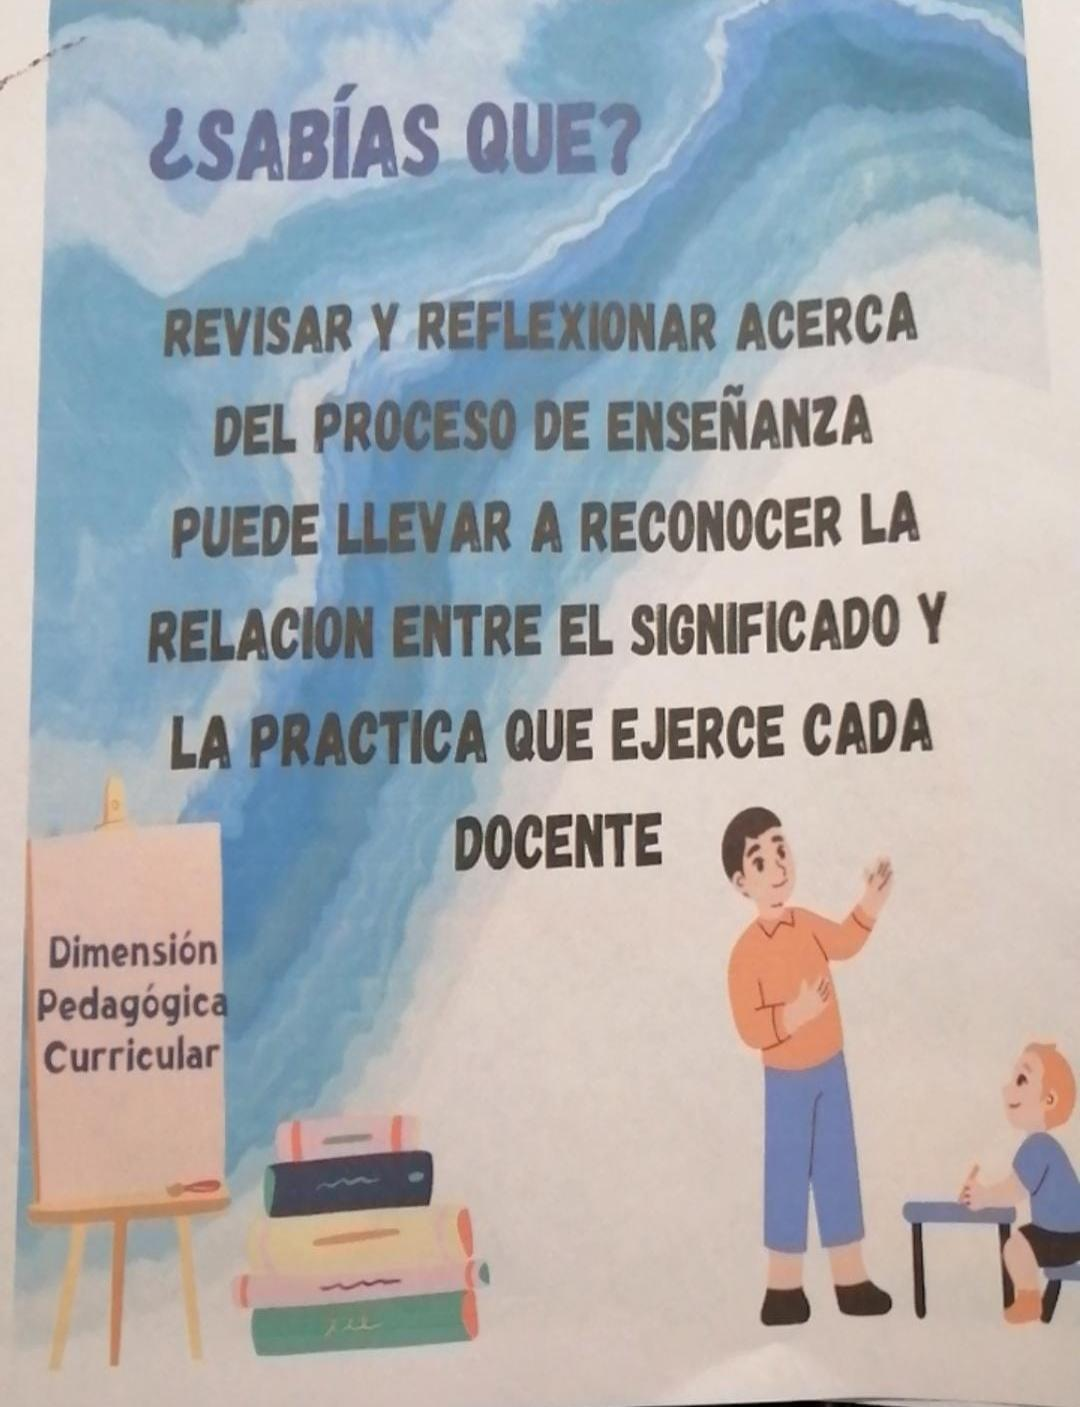 ¿SABÍAS QUE?
REVISAR Y REFLEXIONAR ACERCA
DEL PROCESO DE ENSEÑANZA
PUEDE LLEVAR A RECONOCER LA
RELACION ENTRE EL SIGNIFICADO Y
LA PRACTICA QUE EJERCE CADA
DOCENTE
Dimensión
Pedagógica
Curricular